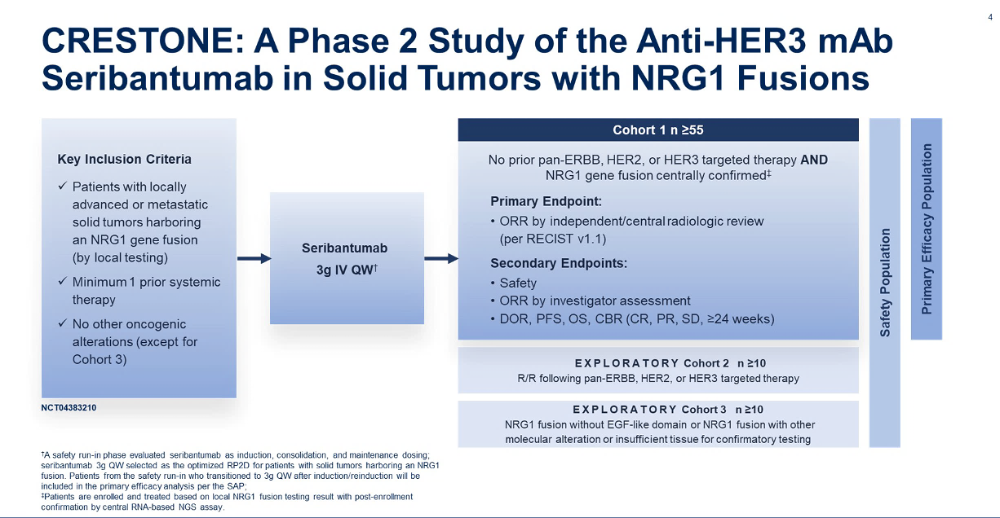 4
CRESTONE: A Phase 2 Study of the Anti-HER3 mAb
Seribantumab in Solid Tumors with NRG1 Fusions
Key Inclusion Criteria
✓ Patients with locally
advanced or metastatic
solid tumors harboring
an NRG1 gene fusion
(by local testing)
✓ Minimum 1 prior systemic
therapy
✓ No other oncogenic
alterations (except for
Cohort 3)
NCT04383210
Seribantumab
3g IV QW†
Cohort 1 n ≥55
No prior pan-ERBB, HER2, or HER3 targeted therapy AND
NRG1 gene fusion centrally confirmed‡
Primary Endpoint:
• ORR by independent/central radiologic review
(per RECIST v1.1)
Secondary Endpoints:
• Safety
• ORR by investigator assessment
• DOR, PFS, OS, CBR (CR, PR, SD, ≥24 weeks)
EXPLORATORY Cohort 2 n ≥10
R/R following pan-ERBB, HER2, or HER3 targeted therapy
EXPLORATORY Cohort 3 n ≥10
NRG1 fusion without EGF-like domain or NRG1 fusion with other
molecular alteration or insufficient tissue for confirmatory testing
Safety Population
Primary Efficacy Population
†A safety run-in phase evaluated seribantumab as induction, consolidation, and maintenance dosing;
seribantumab 3g QW selected as the optimized RP2D for patients with solid tumors harboring an NRG1
fusion. Patients from the safety run-in who transitioned to 3g QW after induction/reinduction will be
included in the primary efficacy analysis per the SAP;
‡Patients are enrolled and treated based on local NRG1 fusion testing result with post-enrollment
confirmation by central RNA-based NGS assay.